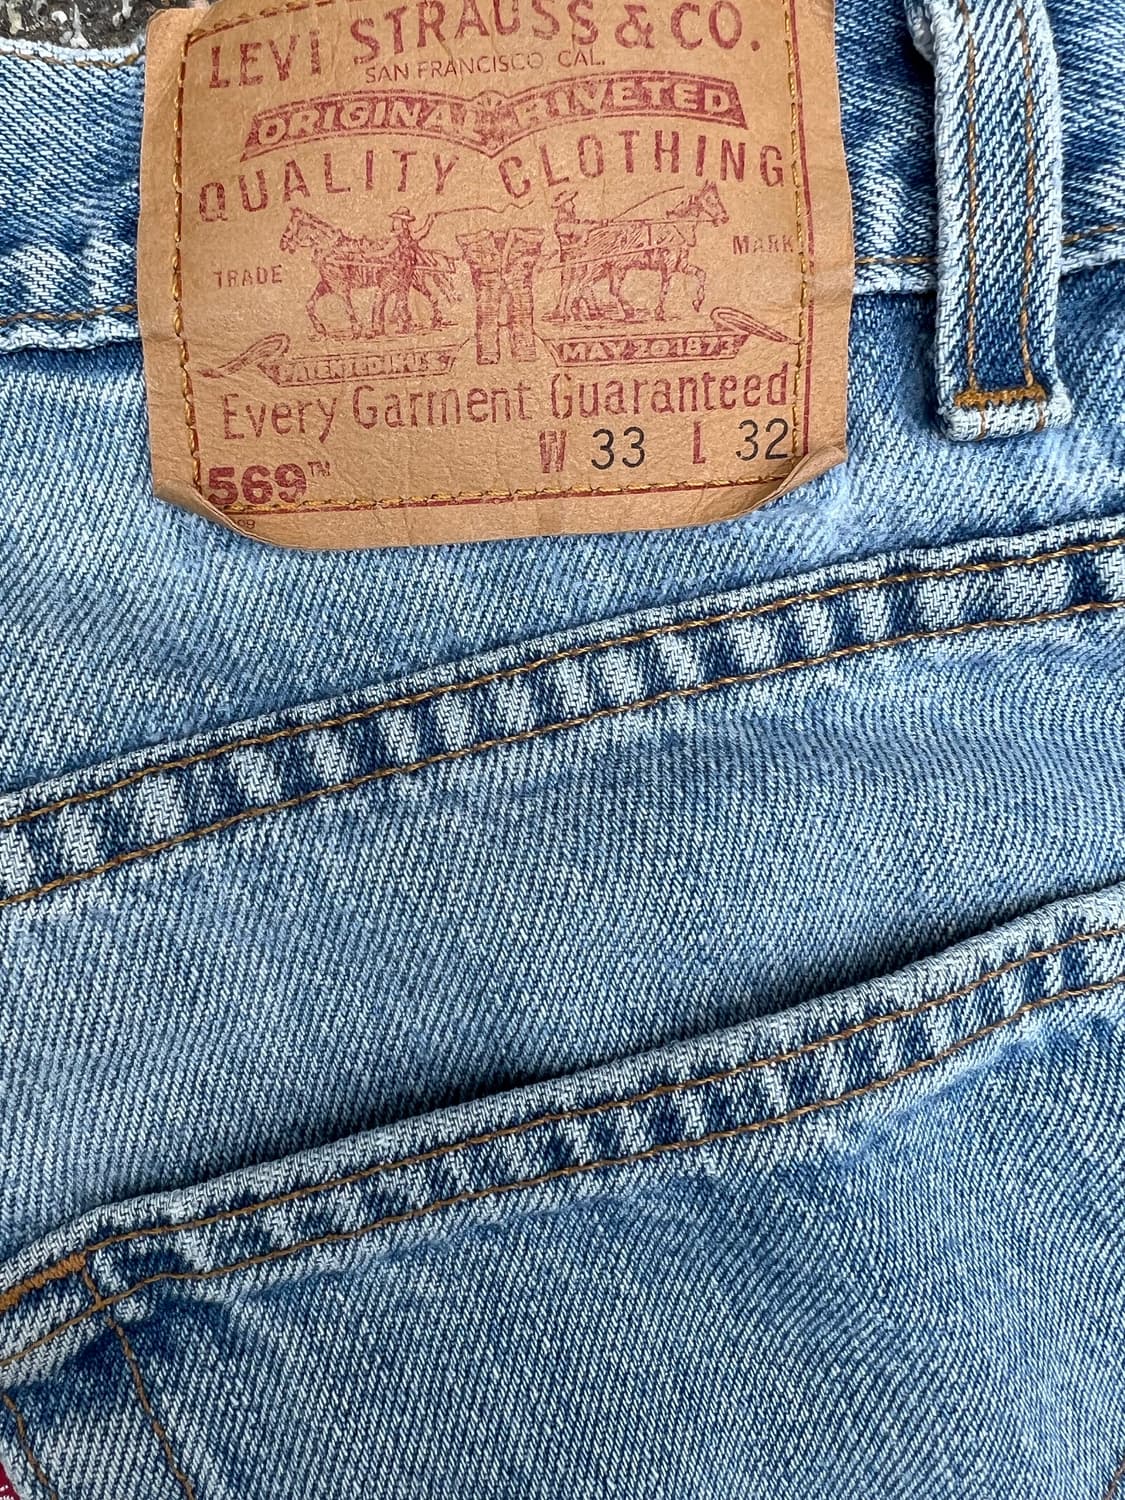 LEVI STRAUSS & CO.
SAN FRANCISCO CAL.
ORIGINAL RIVETED
QUALITY CLOTHING
TRADE MARK
PATENTED IN U.S. MAY 20 1873
Every Garment Guaranteed
W 33 L 32
569™